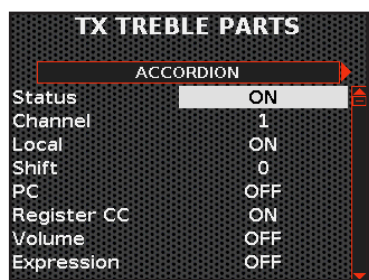 TX TREBLE PARTS
ACCORDION
Status ON
Channel 1
Local ON
Shift 0
PC OFF
Register CC ON
Volume OFF
Expression OFF